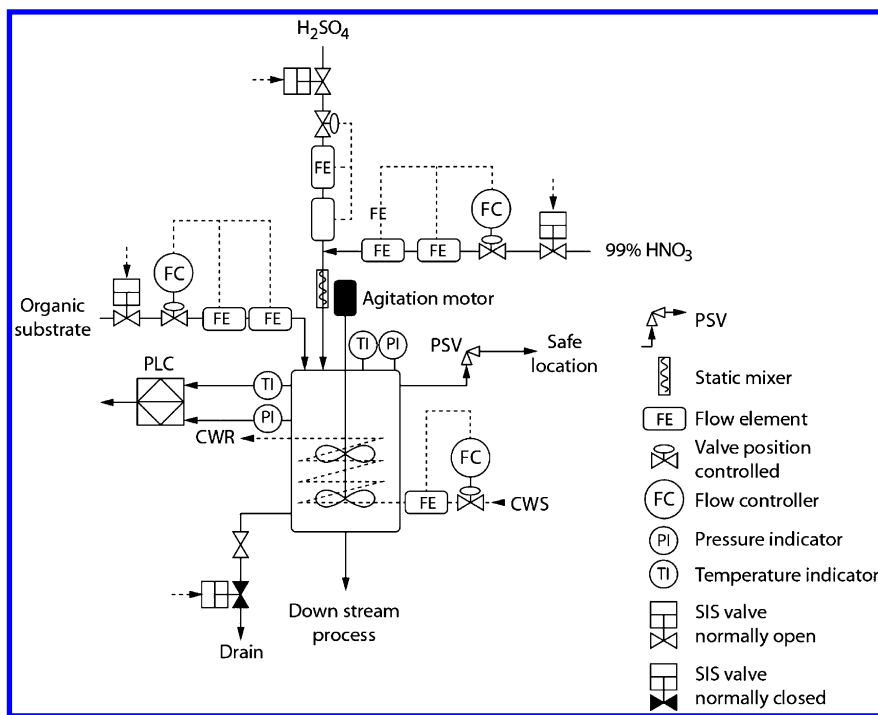 H₂SO₄
FE
FE
FC
FE
FE
99% HNO₃
FC
Agitation motor
Organic
substrate
FE
FE
TI
PI
PSV
Safe
location
PLC
TI
PI
CWR
FC
FE
CWS
Down stream
process
Drain
PSV
Static mixer
FE
Flow element
Valve position
controlled
FC
Flow controller
PI
Pressure indicator
TI
Temperature indicator
SIS valve
normally open
SIS valve
normally closed